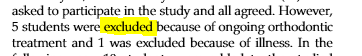 asked to participate in the study and all agreed. However,
5 students were excluded because of ongoing orthodontic
treatment and 1 was excluded because of illness. In the